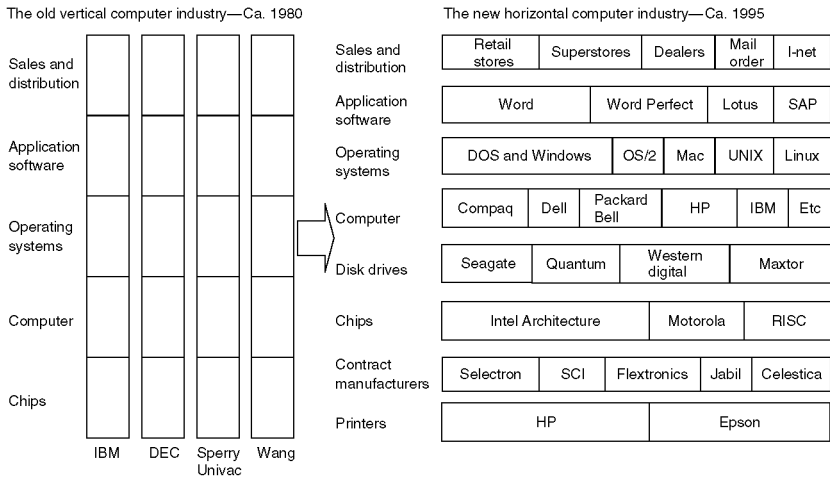 The old vertical computer industry—Ca. 1980
Sales and
distribution
Application
software
Operating
systems
Computer
Chips
IBM
DEC
Sperry
Univac
Wang
The new horizontal computer industry—Ca. 1995
Sales and
distribution
Retail
stores
Superstores
Dealers
Mail
order
I-net
Application
software
Word
Word Perfect
Lotus
SAP
Operating
systems
DOS and Windows
OS/2
Mac
UNIX
Linux
Computer
Compaq
Dell
Packard
Bell
HP
IBM
Etc
Disk drives
Seagate
Quantum
Western
digital
Maxtor
Chips
Intel Architecture
Motorola
RISC
Contract
manufacturers
Selectron
SCI
Flextronics
Jabil
Celestica
Printers
HP
Epson